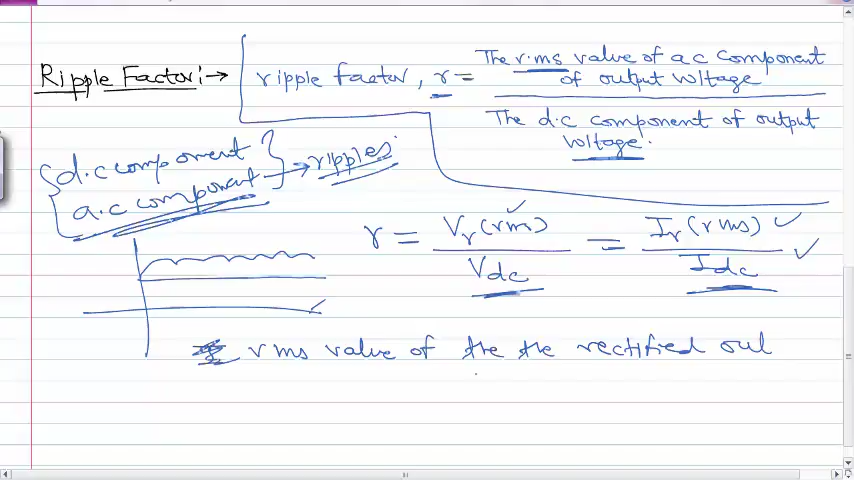 Ripple Factor:→ ripple factor, r = The r.ms value of a c component
of output voltage
The d.c component of output
voltage.
{d.c component
a.c component} → ripples
r = Vr(rms) / Vdc = Ir(rms) / Idc
rms value of the the rectified out